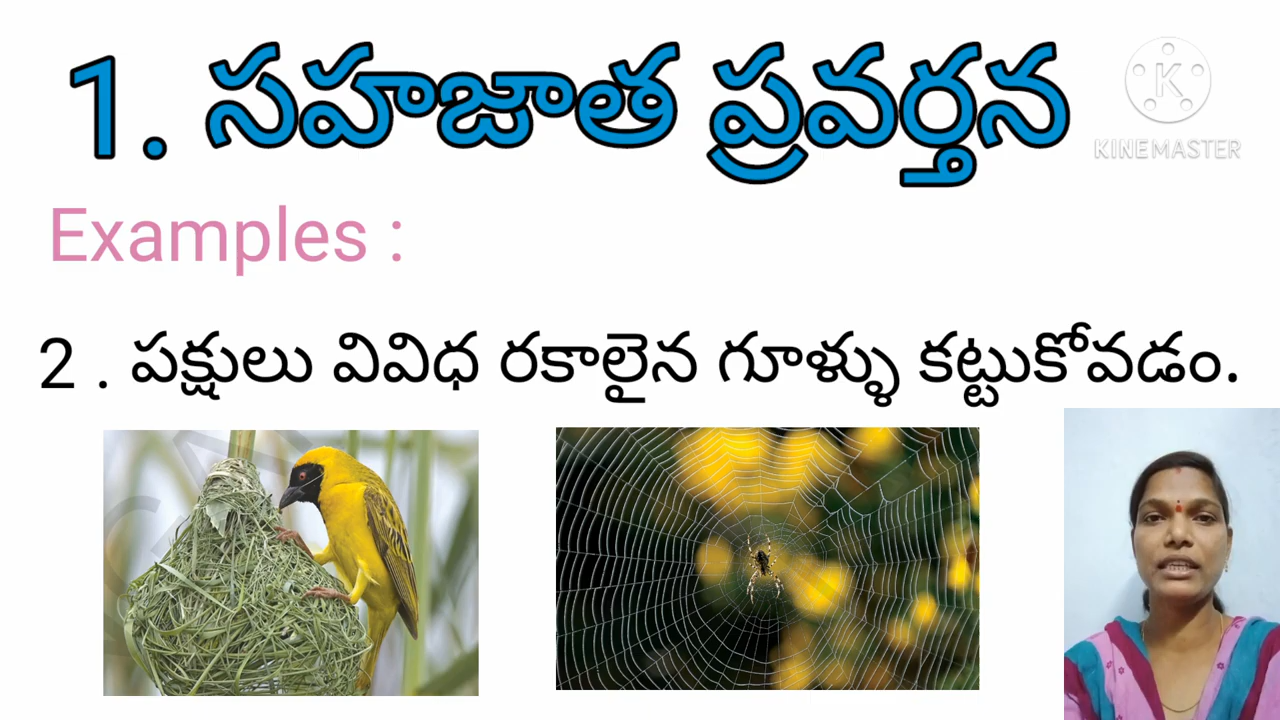 1. సహజాత ప్రవర్తన
K
KINEMASTER
Examples :
2 . పక్షులు వివిధ రకాలైన గూళ్ళు కట్టుకోవడం.